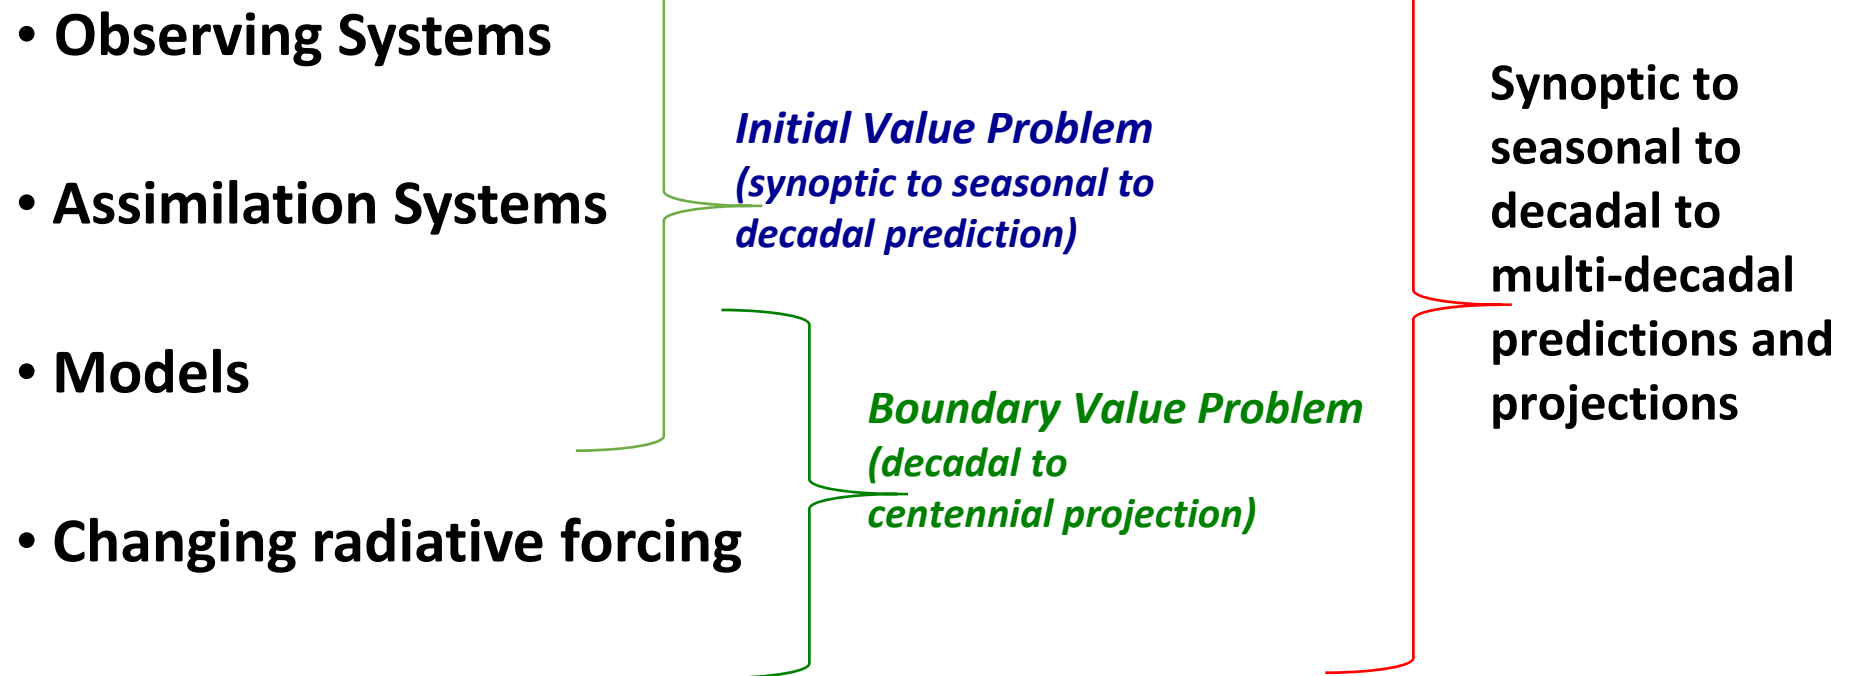 • Observing Systems
• Assimilation Systems
• Models
• Changing radiative forcing
Initial Value Problem
(synoptic to seasonal to
decadal prediction)
Boundary Value Problem
(decadal to
centennial projection)
Synoptic to
seasonal to
decadal to
multi-decadal
predictions and
projections